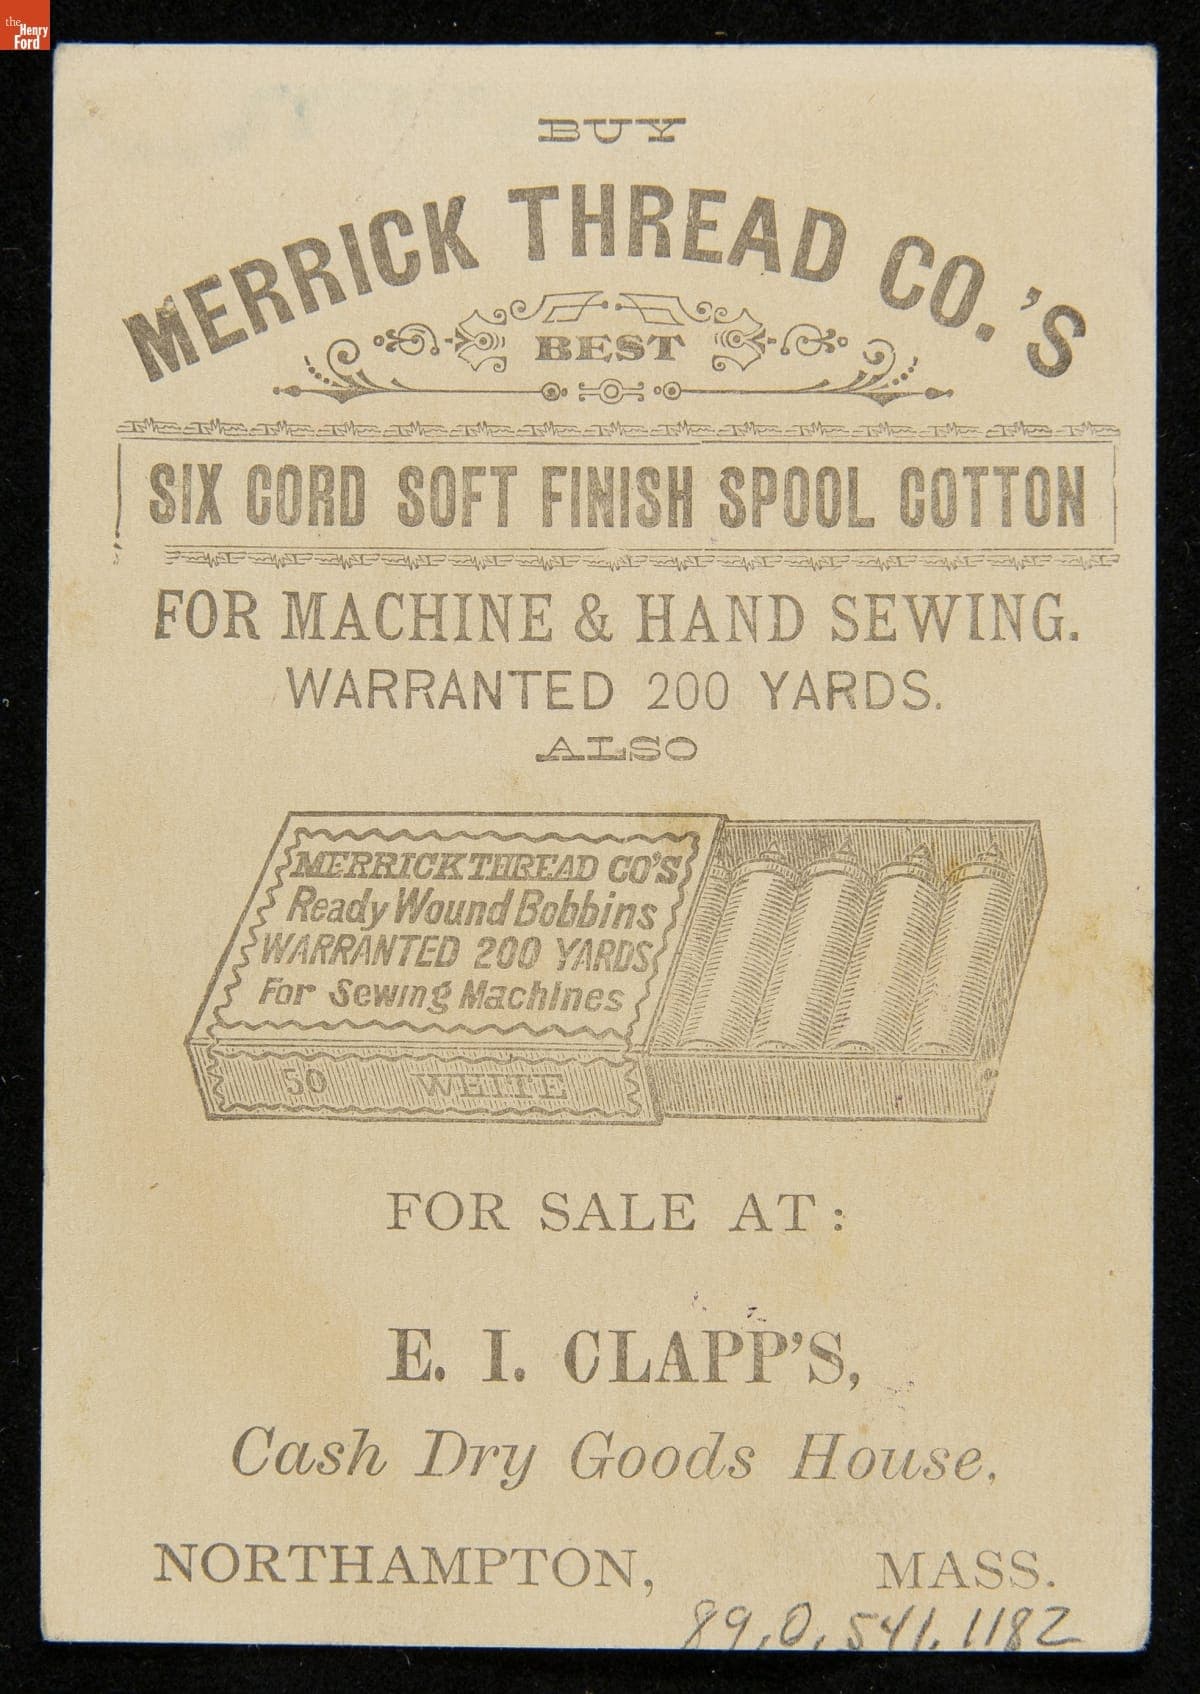 the
Henry
Ford
BUY
MERRICK THREAD CO.'S
BEST
SIX CORD SOFT FINISH SPOOL COTTON
FOR MACHINE & HAND SEWING.
WARRANTED 200 YARDS.
ALSO
MERRICK THREAD CO'S
Ready Wound Bobbins
WARRANTED 200 YARDS
For Sewing Machines
50 WHITE
FOR SALE AT:
E. I. CLAPP'S,
Cash Dry Goods House,
NORTHAMPTON, MASS.
89.0.541.1182